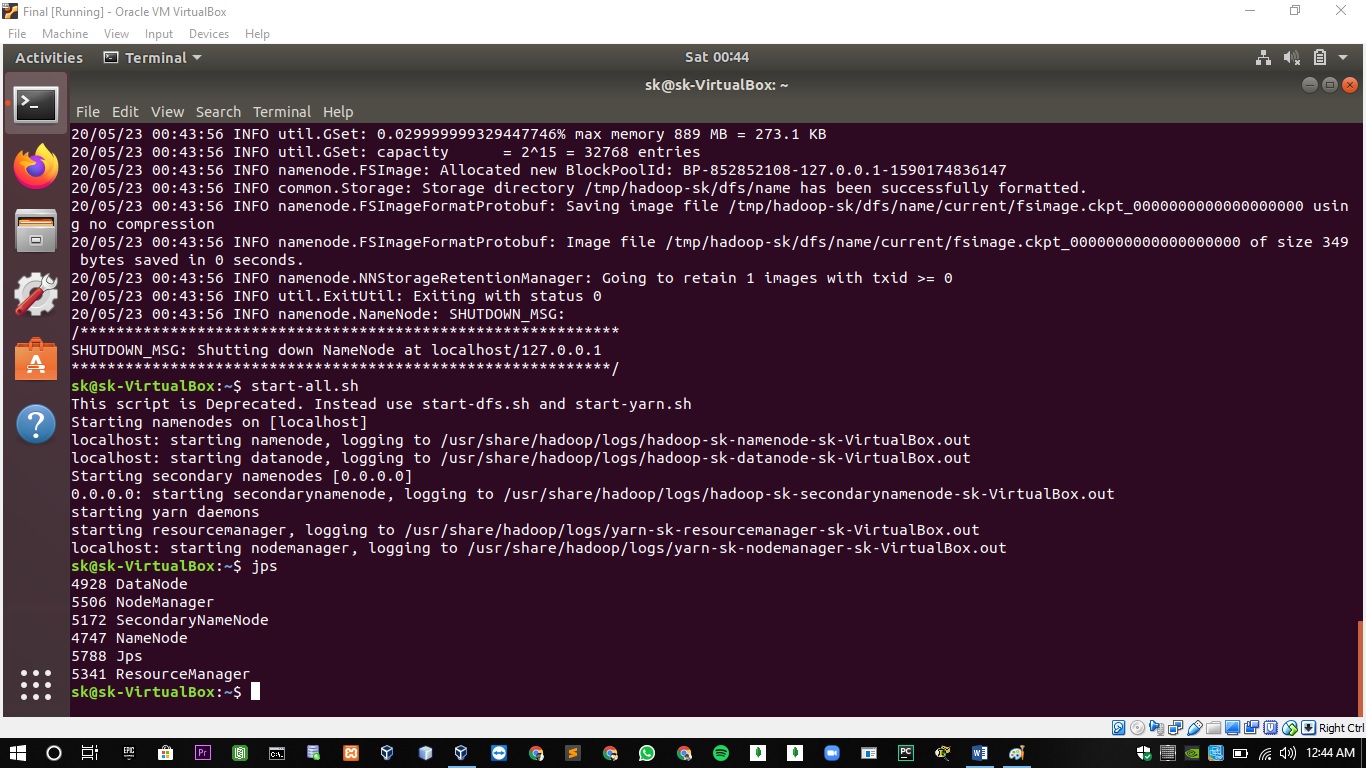 Final [Running] - Oracle VM VirtualBox
File Machine View Input Devices Help
Activities Terminal Sat 00:44
sk@sk-VirtualBox: ~
File Edit View Search Terminal Help
20/05/23 00:43:56 INFO util.GSet: 0.029999999329447746% max memory 889 MB = 273.1 KB
20/05/23 00:43:56 INFO util.GSet: capacity      = 2^15 = 32768 entries
20/05/23 00:43:56 INFO namenode.FSImage: Allocated new BlockPoolId: BP-852852108-127.0.0.1-1590174836147
20/05/23 00:43:56 INFO common.Storage: Storage directory /tmp/hadoop-sk/dfs/name has been successfully formatted.
20/05/23 00:43:56 INFO namenode.FSImageFormatProtobuf: Saving image file /tmp/hadoop-sk/dfs/name/current/fsimage.ckpt_0000000000000000000 usin
g no compression
20/05/23 00:43:56 INFO namenode.FSImageFormatProtobuf: Image file /tmp/hadoop-sk/dfs/name/current/fsimage.ckpt_0000000000000000000 of size 349
 bytes saved in 0 seconds.
20/05/23 00:43:56 INFO namenode.NNStorageRetentionManager: Going to retain 1 images with txid >= 0
20/05/23 00:43:56 INFO util.ExitUtil: Exiting with status 0
20/05/23 00:43:56 INFO namenode.NameNode: SHUTDOWN_MSG:
/************************************************************
SHUTDOWN_MSG: Shutting down NameNode at localhost/127.0.0.1
************************************************************/
sk@sk-VirtualBox:~$ start-all.sh
This script is Deprecated. Instead use start-dfs.sh and start-yarn.sh
Starting namenodes on [localhost]
localhost: starting namenode, logging to /usr/share/hadoop/logs/hadoop-sk-namenode-sk-VirtualBox.out
localhost: starting datanode, logging to /usr/share/hadoop/logs/hadoop-sk-datanode-sk-VirtualBox.out
Starting secondary namenodes [0.0.0.0]
0.0.0.0: starting secondarynamenode, logging to /usr/share/hadoop/logs/hadoop-sk-secondarynamenode-sk-VirtualBox.out
starting yarn daemons
starting resourcemanager, logging to /usr/share/hadoop/logs/yarn-sk-resourcemanager-sk-VirtualBox.out
localhost: starting nodemanager, logging to /usr/share/hadoop/logs/yarn-sk-nodemanager-sk-VirtualBox.out
sk@sk-VirtualBox:~$ jps
4928 DataNode
5506 NodeManager
5172 SecondaryNameNode
4747 NameNode
5788 Jps
5341 ResourceManager
sk@sk-VirtualBox:~$
Right Ctrl
12:44 AM